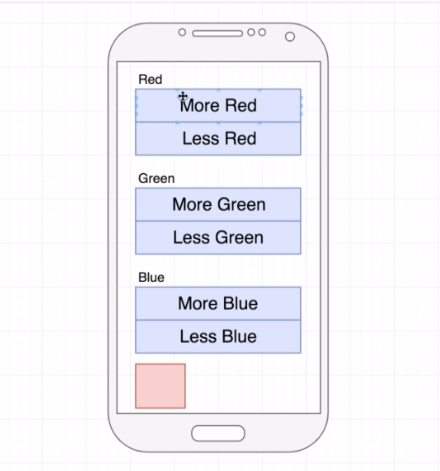 Red
More Red
Less Red
Green
More Green
Less Green
Blue
More Blue
Less Blue